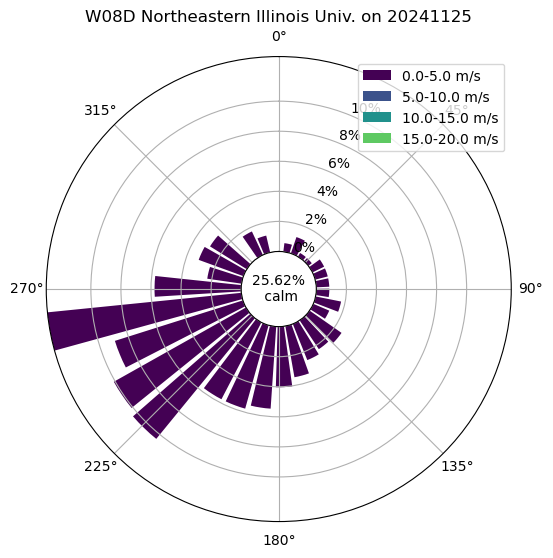 W08D Northeastern Illinois Univ. on 20241125
0°
315°
45°
0.0-5.0 m/s
5.0-10.0 m/s
10.0-15.0 m/s
15.0-20.0 m/s
10%
8%
6%
4%
2%
0%
25.62%
calm
270°
90°
225°
135°
180°